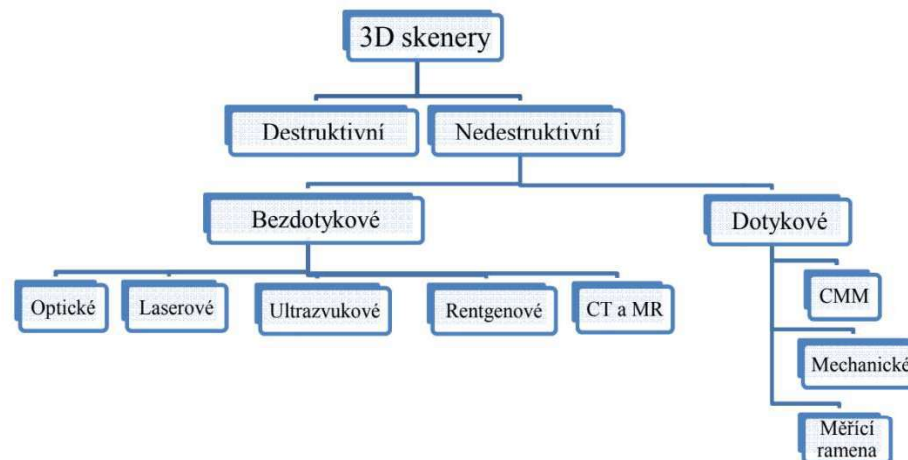 3D skenery
Destruktivní
Nedestruktivní
Bezdotykové
Dotykové
Optické
Laserové
Ultrazvukové
Rentgenové
CT a MR
CMM
Mechanické
Měřící
ramena